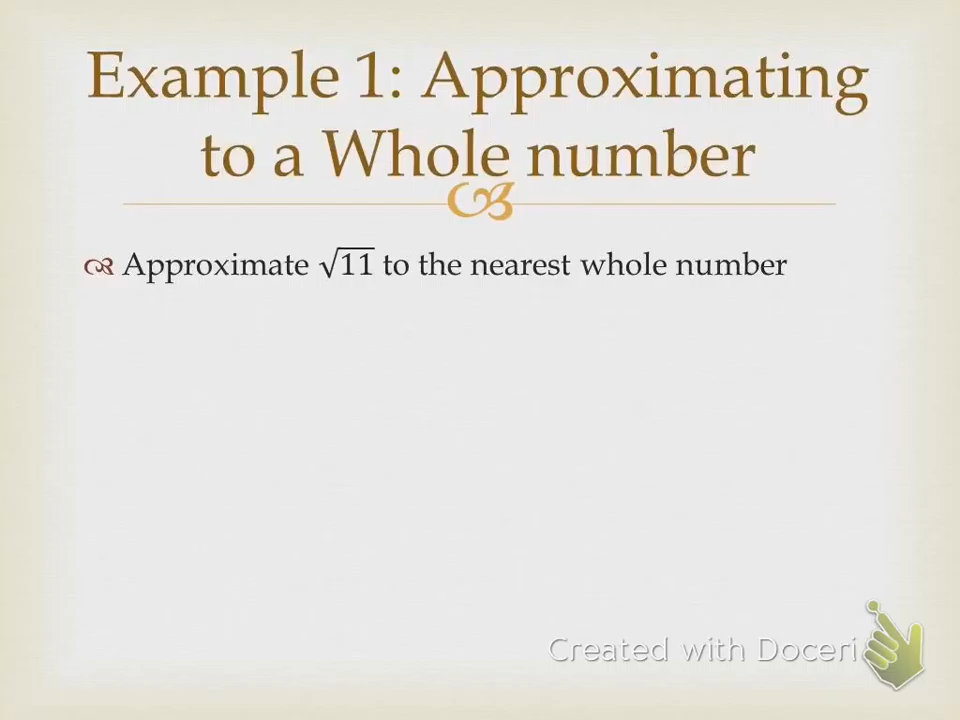 Example 1: Approximating
to a Whole number
Approximate √11 to the nearest whole number
Created with Doceri